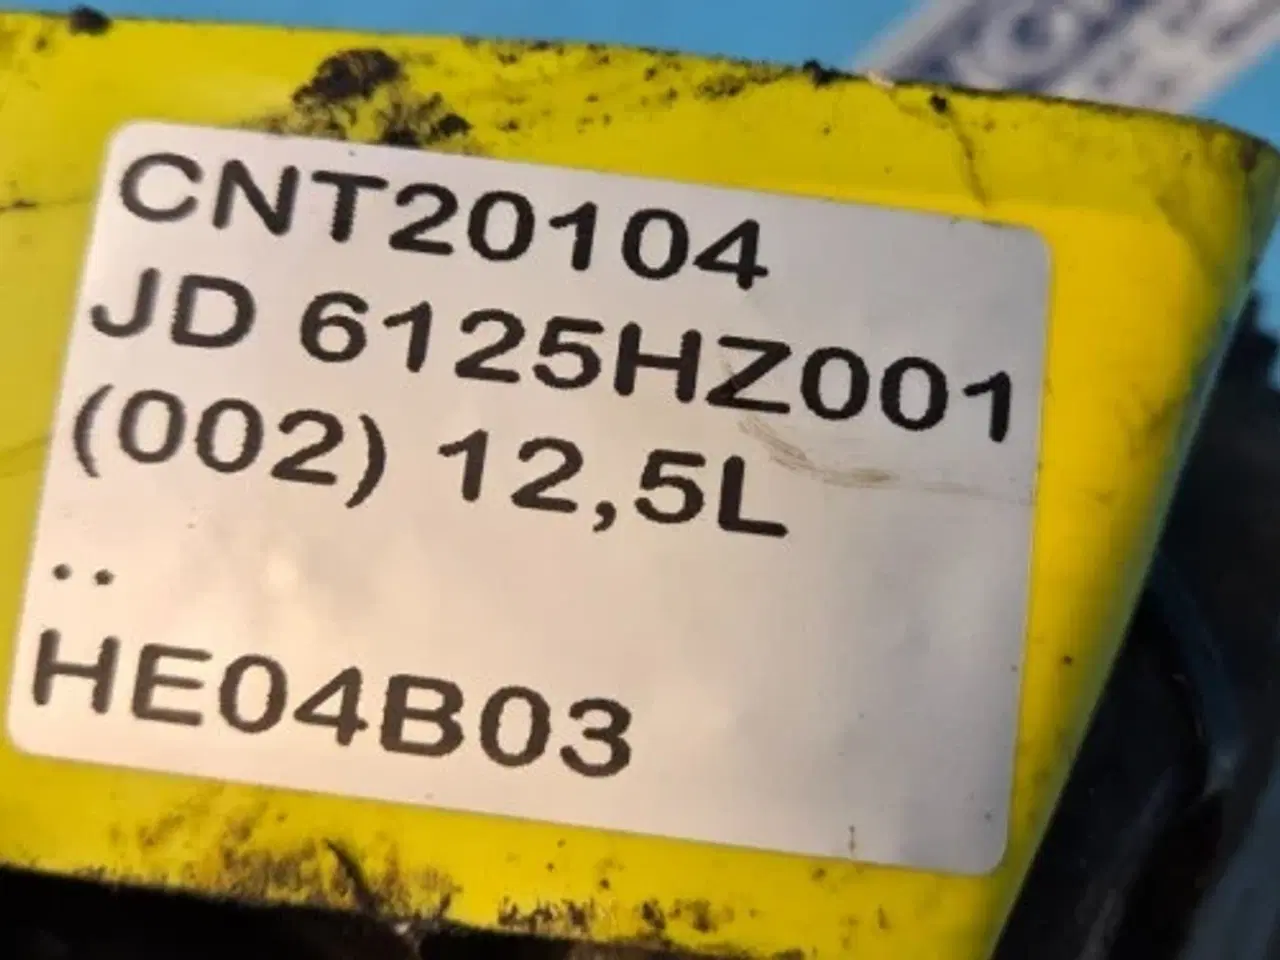 CNT20104
JD 6125HZ001
(002) 12,5L
..
HE04B03